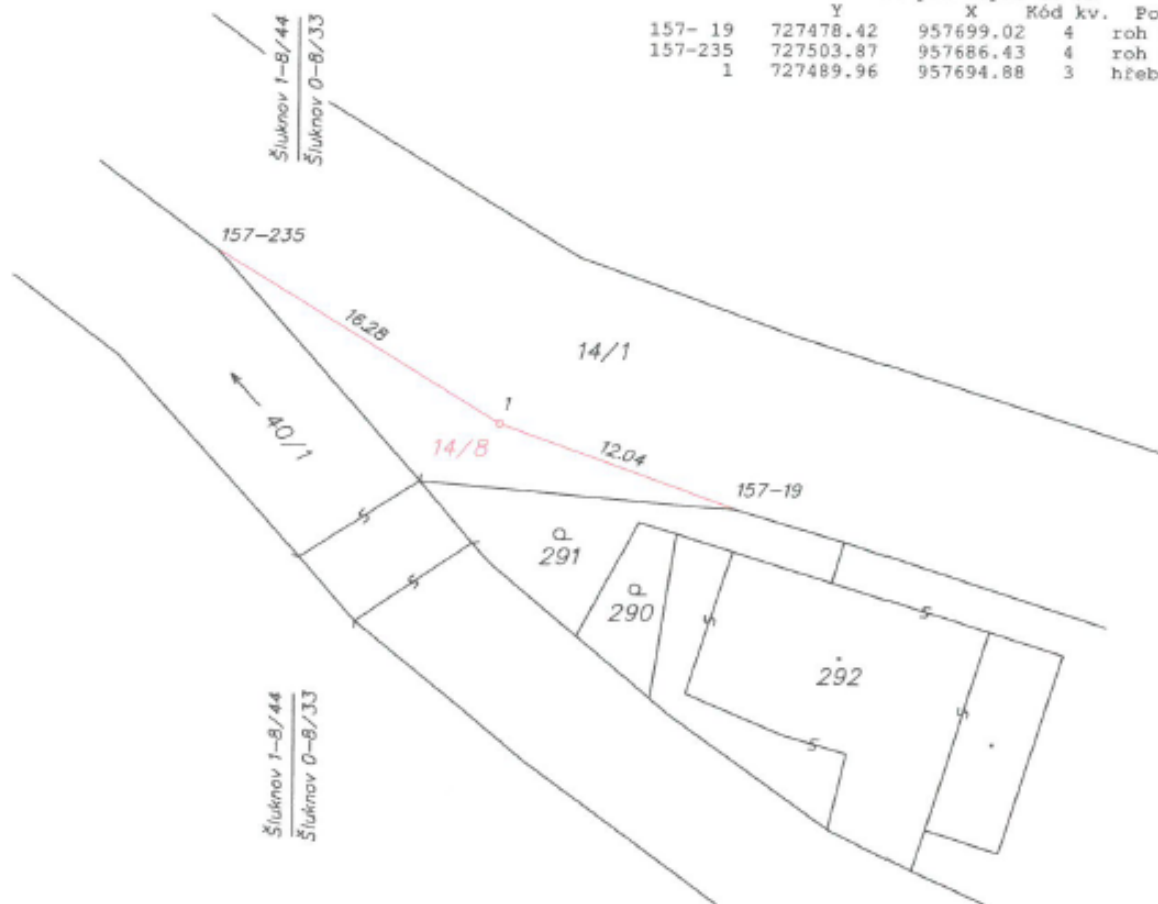 Y X Kód kv. Po
157- 19 727478.42 957699.02 4 roh
157-235 727503.87 957686.43 4 roh
1 727489.96 957694.88 3 hřeb
Šluknov 1-8/44
Šluknov 0-8/33
157-235
16.28
14/1
1
40/1
14/8
12.04
157-19
291
290
292
Šluknov 1-8/44
Šluknov 0-8/33